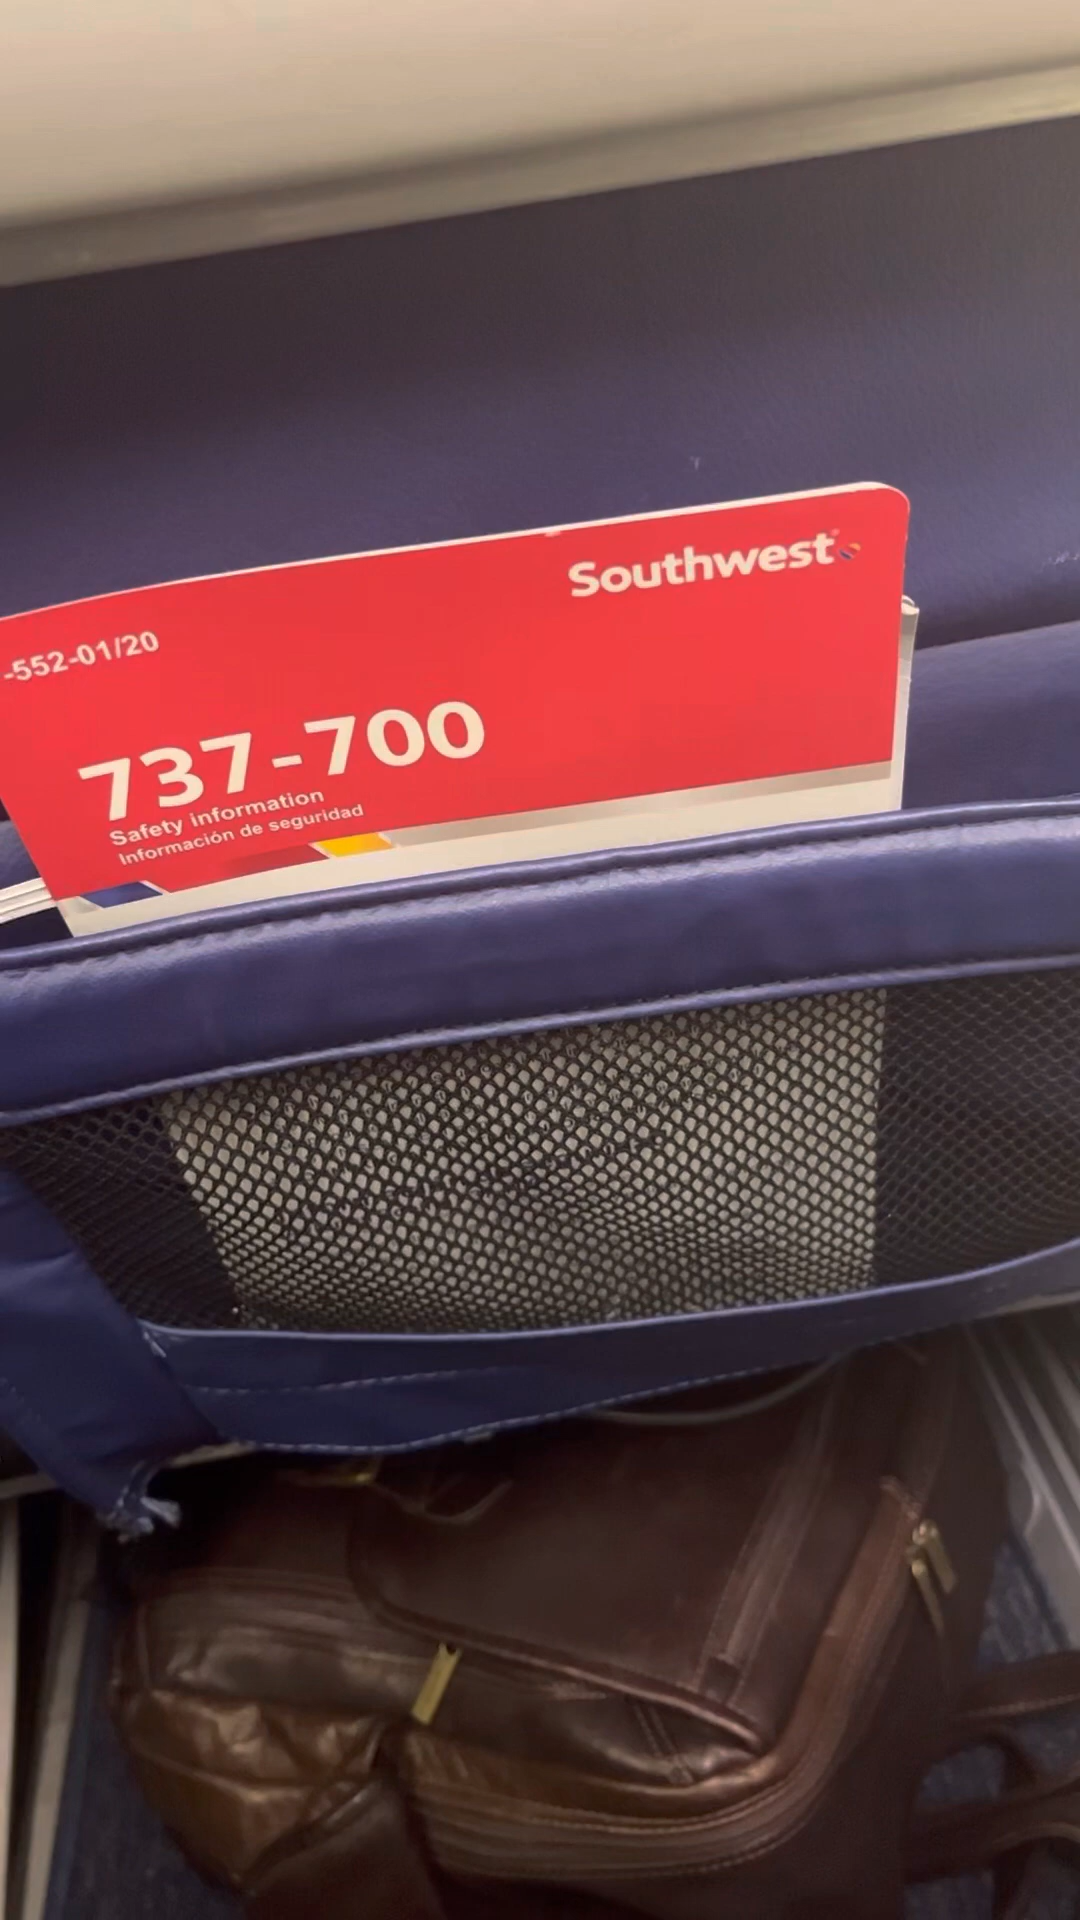 Southwest
-552-01/20
737-700
Safety information
Información de seguridad